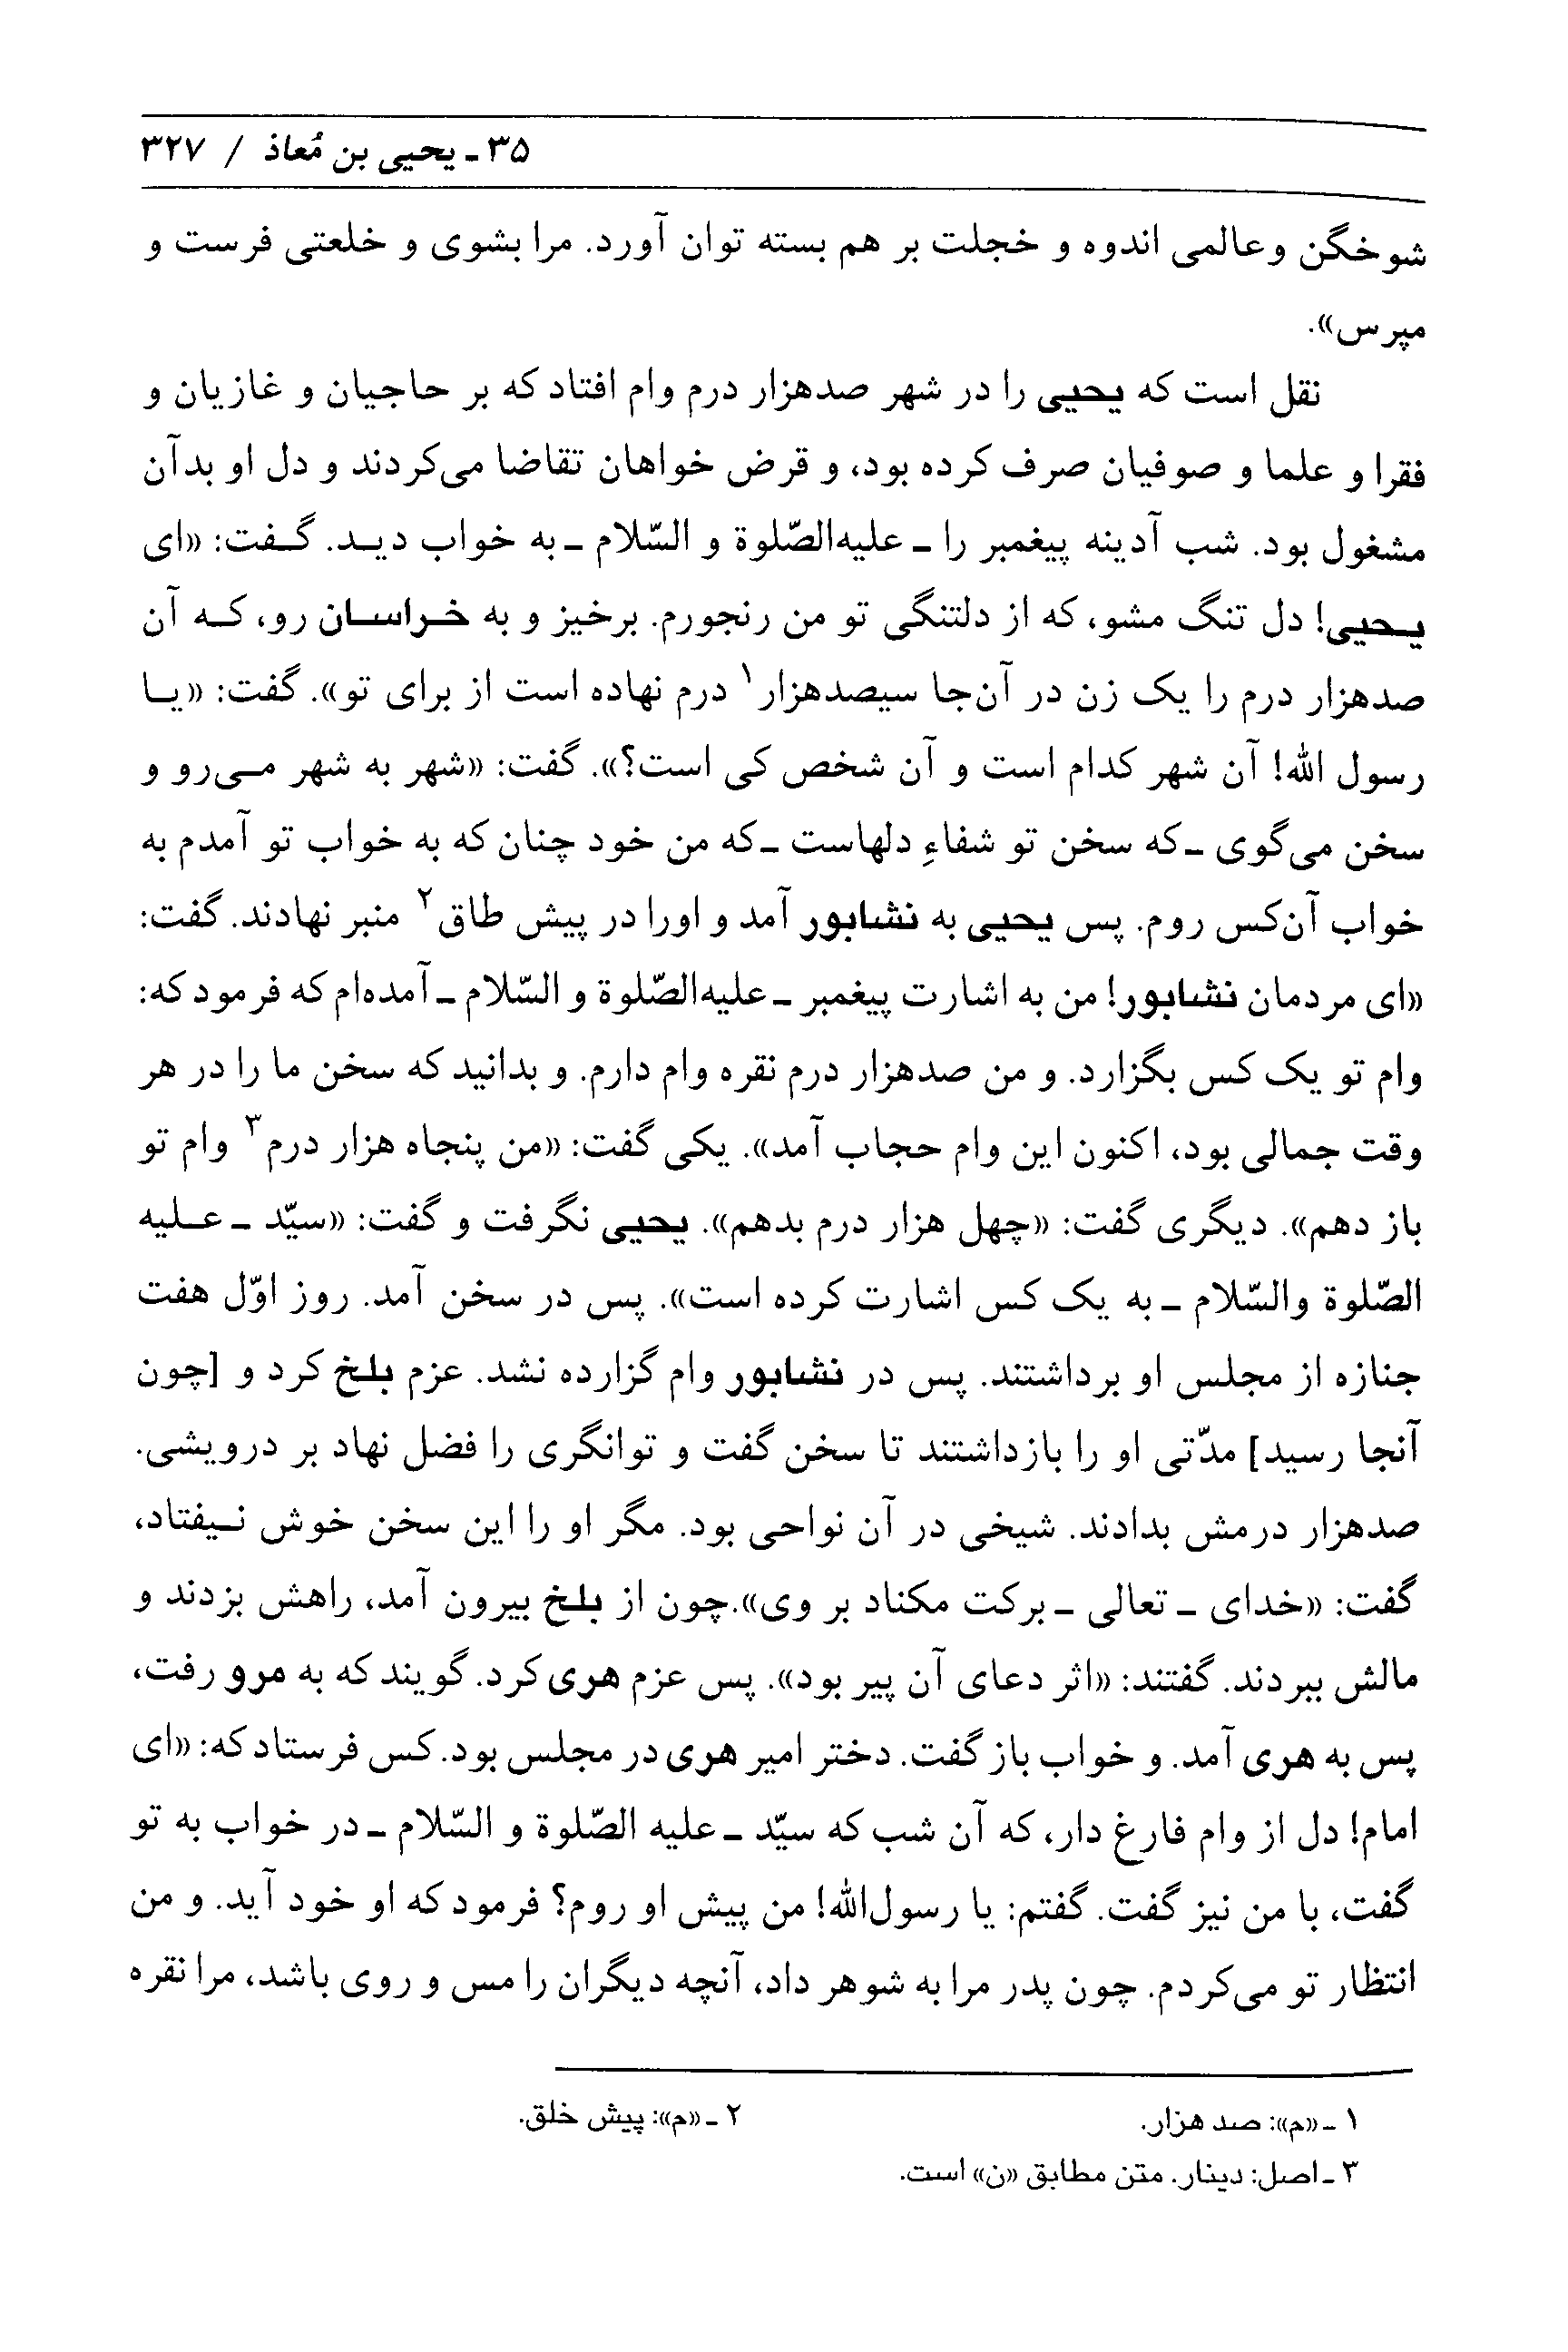 ۳۵ ـ یحیی بن مُعاذ / ۳۲۷
شوخگن وعالمی اندوه و خجلت بر هم بسته توان آورد. مرا بشوی و خلعتی فرست و
مپرس».
نقل است که یحیی را در شهر صدهزار درم وام افتاد که بر حاجیان و غازیان و
فقرا و علما و صوفیان صرف کرده بود، و قرض خواهان تقاضا می‌کردند و دل او بدآن
مشغول بود. شب آدینه پیغمبر را ـ علیه‌الصّلوة و السّلام ـ به خواب دیـد. گـفت: «ای
یـحیی! دل تنگ مشو، که از دلتنگی تو من رنجورم. برخیز و به خـراسـان رو، کـه آن
صدهزار درم را یک زن در آن‌جا سیصدهزار۱ درم نهاده است از برای تو». گفت: «یـا
رسول الله! آن شهر کدام است و آن شخص کی است؟». گفت: «شهر به شهر مـی‌رو و
سخن می‌گوی ـ که سخن تو شفاءِ دلهاست ـ که من خود چنان که به خواب تو آمدم به
خواب آن‌کس روم. پس یحیی به نشابور آمد و اورا در پیش طاق۲ منبر نهادند. گفت:
«ای مردمان نشابور! من به اشارت پیغمبر ـ علیه‌الصّلوة و السّلام ـ آمده‌ام که فرمود که:
وام تو یک کس بگزارد. و من صدهزار درم نقره وام دارم. و بدانید که سخن ما را در هر
وقت جمالی بود، اکنون این وام حجاب آمد». یکی گفت: «من پنجاه هزار درم۳ وام تو
باز دهم». دیگری گفت: «چهل هزار درم بدهم». یحیی نگرفت و گفت: «سیّد ـ عـلیه
الصّلوة والسّلام ـ به یک کس اشارت کرده است». پس در سخن آمد. روز اوّل هفت
جنازه از مجلس او برداشتند. پس در نشابور وام گزارده نشد. عزم بلخ کرد و [چون
آنجا رسید] مدّتی او را بازداشتند تا سخن گفت و توانگری را فضل نهاد بر درویشی.
صدهزار درمش بدادند. شیخی در آن نواحی بود. مگر او را این سخن خوش نـیفتاد،
گفت: «خدای ـ تعالی ـ برکت مکناد بر وی».چون از بلخ بیرون آمد، راهش بزدند و
مالش ببردند. گفتند: «اثر دعای آن پیر بود». پس عزم هری کرد. گویند که به مرو رفت،
پس به هری آمد. و خواب باز گفت. دختر امیر هری در مجلس بود. کس فرستاد که: «ای
امام! دل از وام فارغ دار، که آن شب که سیّد ـ علیه الصّلوة و السّلام ـ در خواب به تو
گفت، با من نیز گفت. گفتم: یا رسول‌الله! من پیش او روم؟ فرمود که او خود آید. و من
انتظار تو می‌کردم. چون پدر مرا به شوهر داد، آنچه دیگران را مس و روی باشد، مرا نقره
۱ ـ «م»: صد هزار.
۲ ـ «م»: پیش خلق.
۳ ـ اصل: دینار. متن مطابق «ن» است.